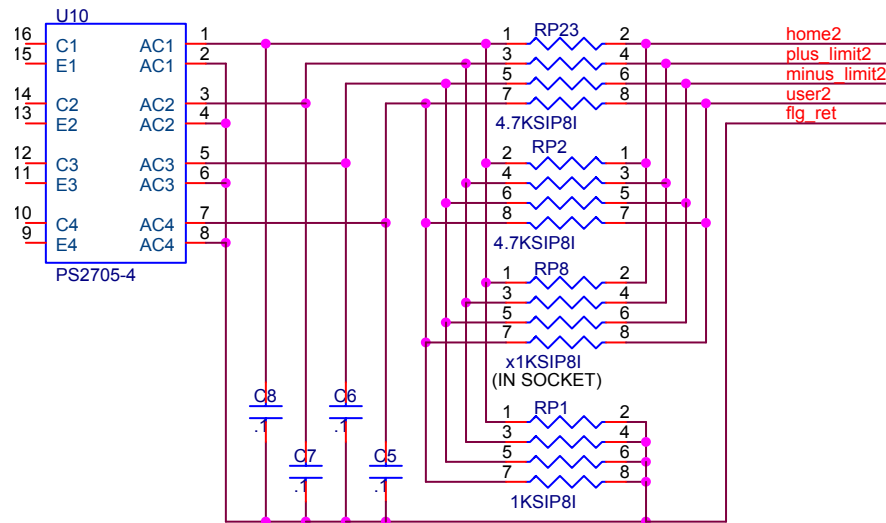 U10
16 C1 AC1 1
15 E1 AC1 2
14 C2 AC2 3
13 E2 AC2 4
12 C3 AC3 5
11 E3 AC3 6
10 C4 AC4 7
9 E4 AC4 8
PS2705-4
RP23
1 2
3 4
5 6
7 8
4.7KSIP8I
home2
plus_limit2
minus_limit2
user2
flg_ret
RP2
2 1
4 3
6 5
8 7
4.7KSIP8I
RP8
1 2
3 4
5 6
7 8
x1KSIP8I
(IN SOCKET)
RP1
1 2
3 4
5 6
7 8
1KSIP8I
C8
.1
C6
.1
C7
.1
C5
.1